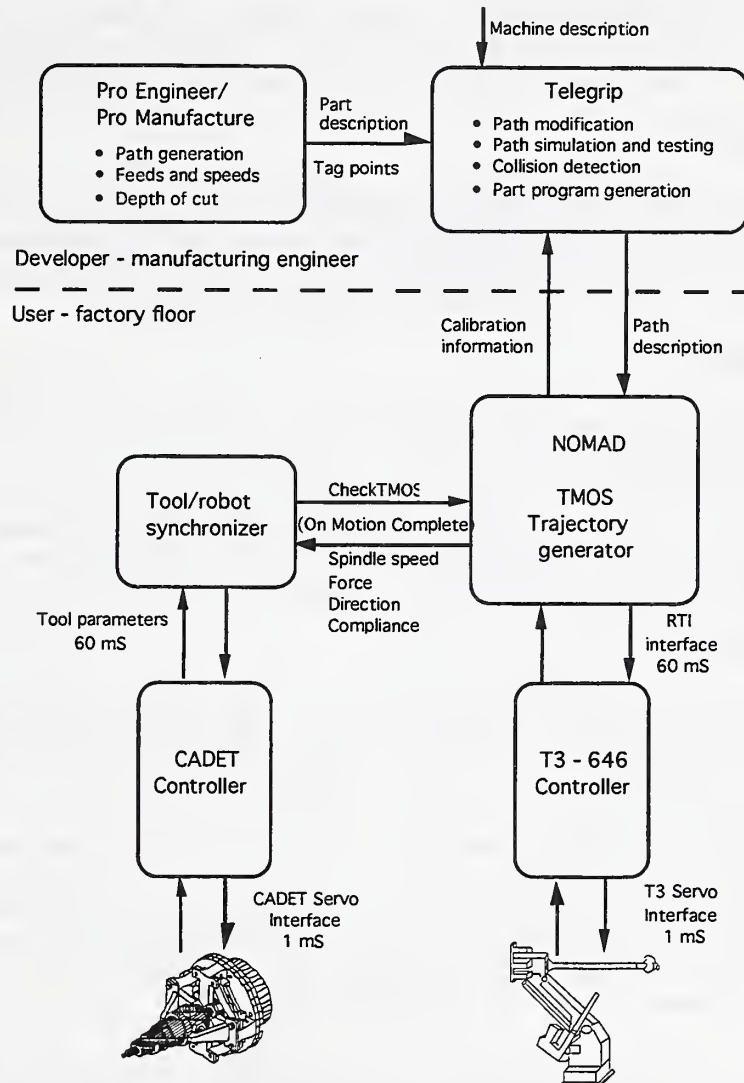 Machine description
Pro Engineer/
Pro Manufacture
• Path generation
• Feeds and speeds
• Depth of cut
Part
description
Tag points
Telegrip
• Path modification
• Path simulation and testing
• Collision detection
• Part program generation
Developer - manufacturing engineer
User - factory floor
Calibration
information
Path
description
Tool/robot
synchronizer
CheckTMOS
(On Motion Complete)
Spindle speed
Force
Direction
Compliance
NOMAD
TMOS
Trajectory
generator
Tool parameters
60 mS
RTI
interface
60 mS
CADET
Controller
T3 - 646
Controller
CADET Servo
Interface
1 mS
T3 Servo
Interface
1 mS